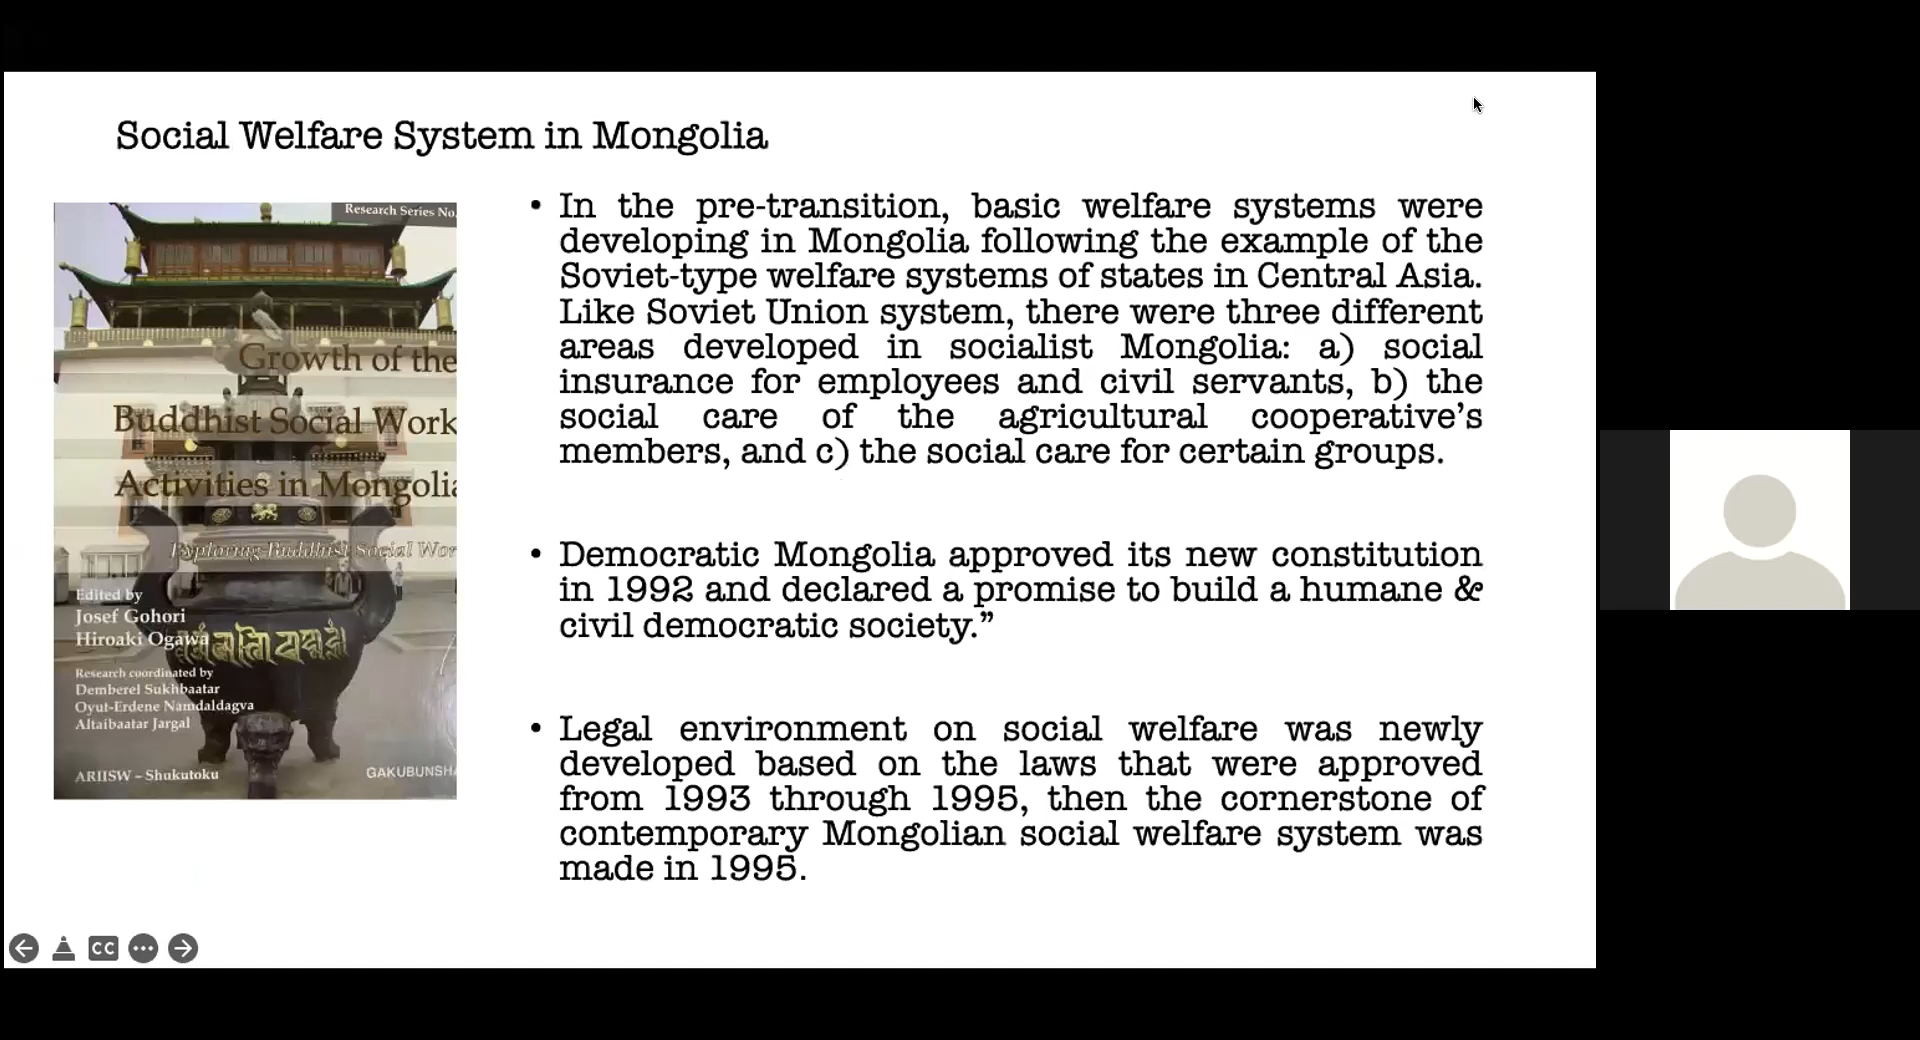 Social Welfare System in Mongolia
Research Series No.
Growth of the
Buddhist Social Work
Activities in Mongolia
Exploring Buddhist Social Wor
Edited by
Josef Gohori
Hiroaki Ogawa
Research coordinated by
Demberel Sukhbaatar
Oyut-Erdene Namdaldagva
Altaibaatar Jargal
ARIISW – Shukutoku
GAKUBUNSHA
• In the pre-transition, basic welfare systems were
developing in Mongolia following the example of the
Soviet-type welfare systems of states in Central Asia.
Like Soviet Union system, there were three different
areas developed in socialist Mongolia: a) social
insurance for employees and civil servants, b) the
social care of the agricultural cooperative’s
members, and c) the social care for certain groups.
• Democratic Mongolia approved its new constitution
in 1992 and declared a promise to build a humane &
civil democratic society.”
• Legal environment on social welfare was newly
developed based on the laws that were approved
from 1993 through 1995, then the cornerstone of
contemporary Mongolian social welfare system was
made in 1995.
CC